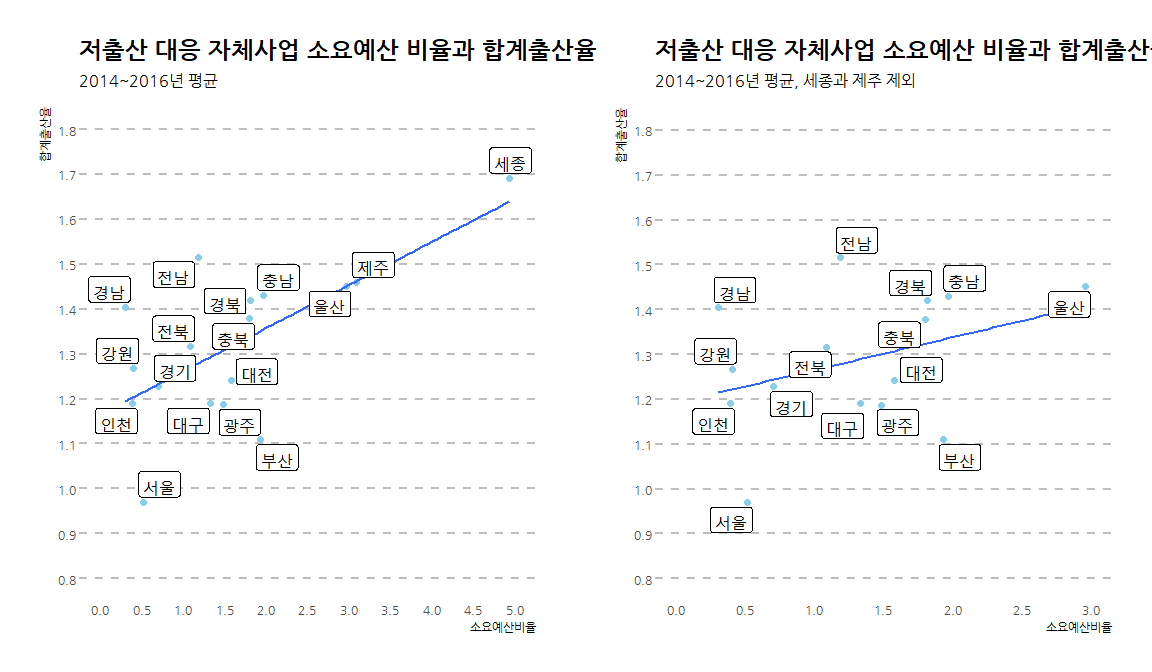 저출산 대응 자체사업 소요예산 비율과 합계출산율
2014~2016년 평균
합계출산율
1.8
1.7
1.6
1.5
1.4
1.3
1.2
1.1
1.0
0.9
0.8
세종
제주
전남
충남
경남
경북
울산
전북
충북
강원
경기
대전
인천
대구
광주
부산
서울
0.0 0.5 1.0 1.5 2.0 2.5 3.0 3.5 4.0 4.5 5.0
소요예산비율
저출산 대응 자체사업 소요예산 비율과 합계출산
2014~2016년 평균, 세종과 제주 제외
합계출산율
1.8
1.7
1.6
1.5
1.4
1.3
1.2
1.1
1.0
0.9
0.8
전남
경북
충남
경남
울산
충북
강원
전북
대전
경기
인천
대구
광주
부산
서울
0.0 0.5 1.0 1.5 2.0 2.5 3.0
소요예산비율